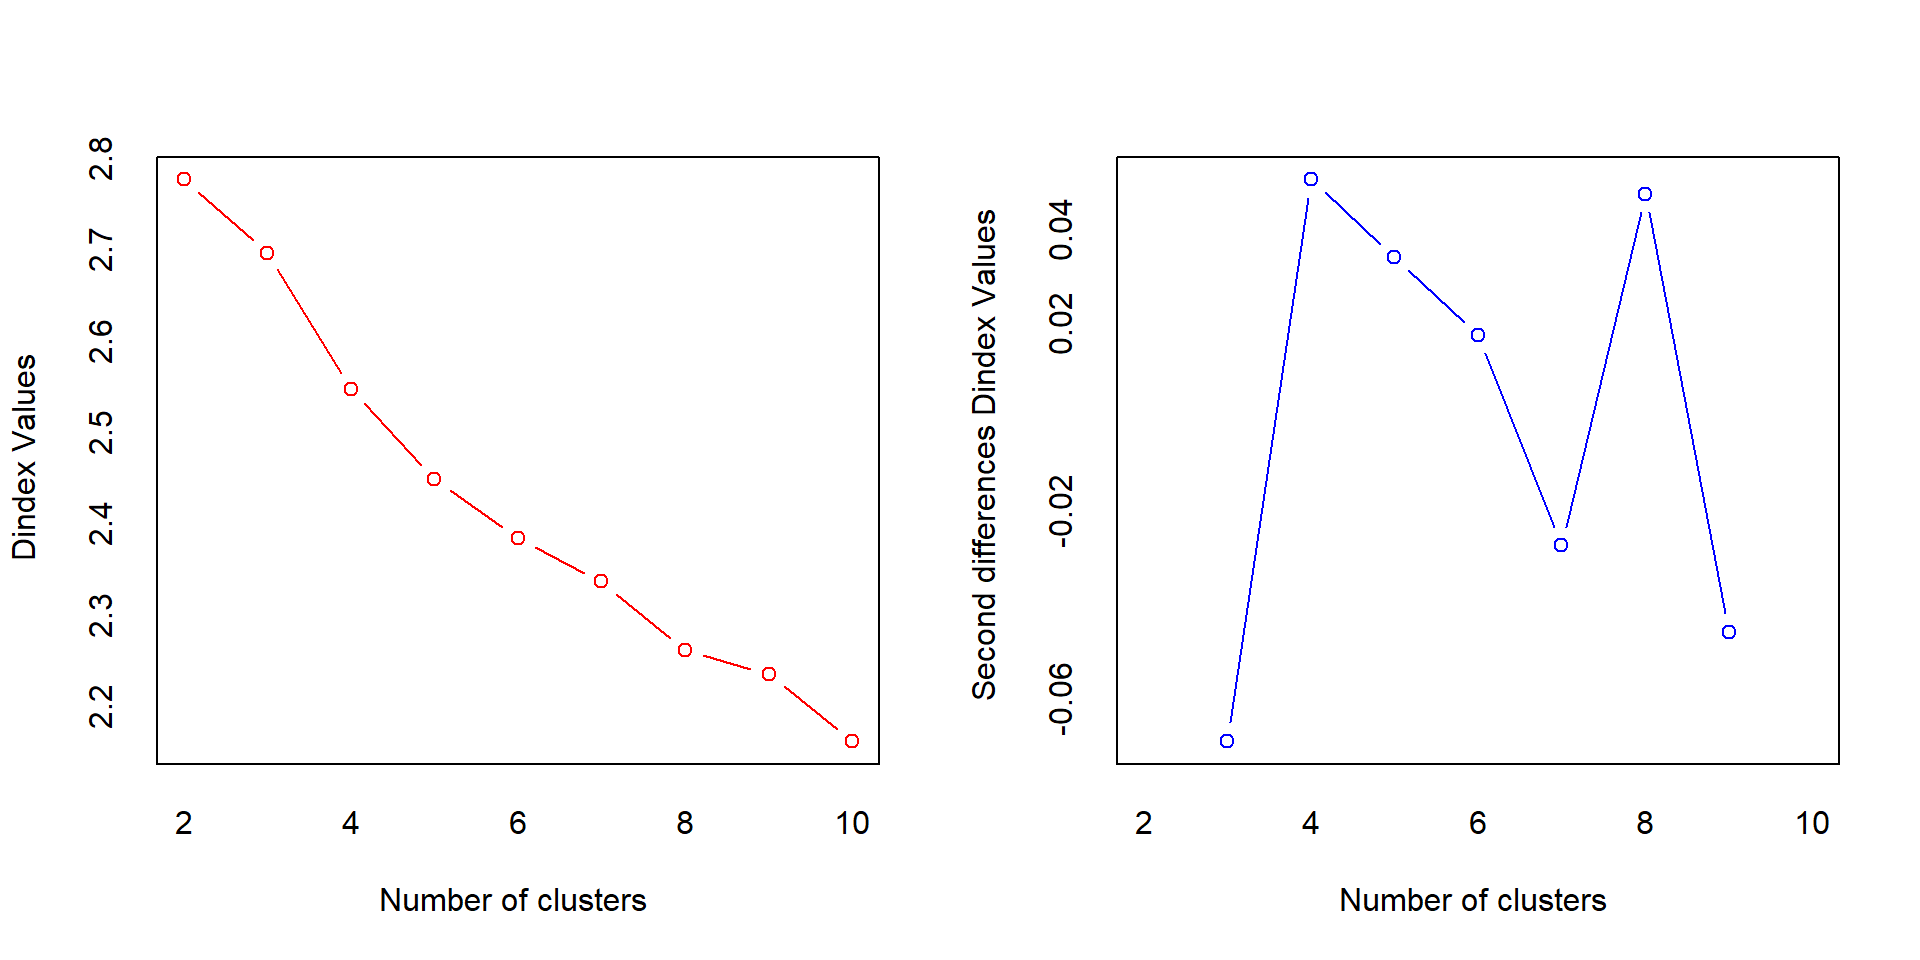 Dindex Values
2.8
2.7
2.6
2.5
2.4
2.3
2.2
2 4 6 8 10
Number of clusters
Second differences Dindex Values
0.04
0.02
-0.02
-0.06
2 4 6 8 10
Number of clusters